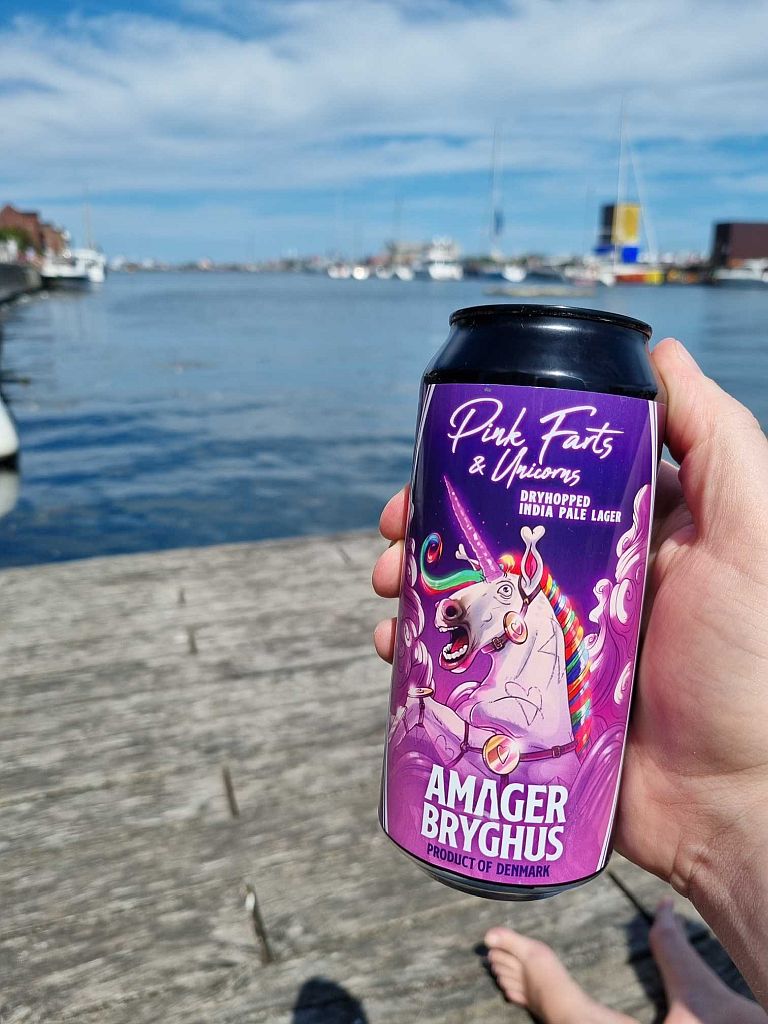 Pink Farts
& Unicorns
DRYHOPPED
INDIA PALE LAGER
AMAGER
BRYGHUS
PRODUCT OF DENMARK